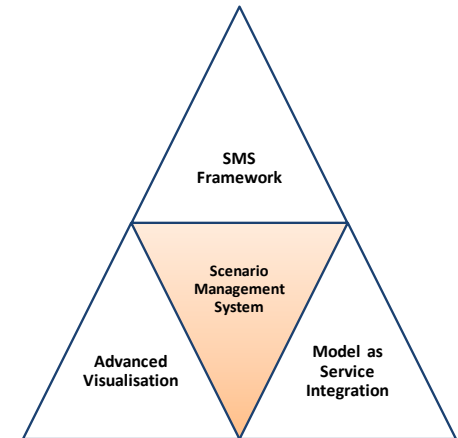 SMS
Framework
Scenario
Management
System
Advanced
Visualisation
Model as
Service
Integration